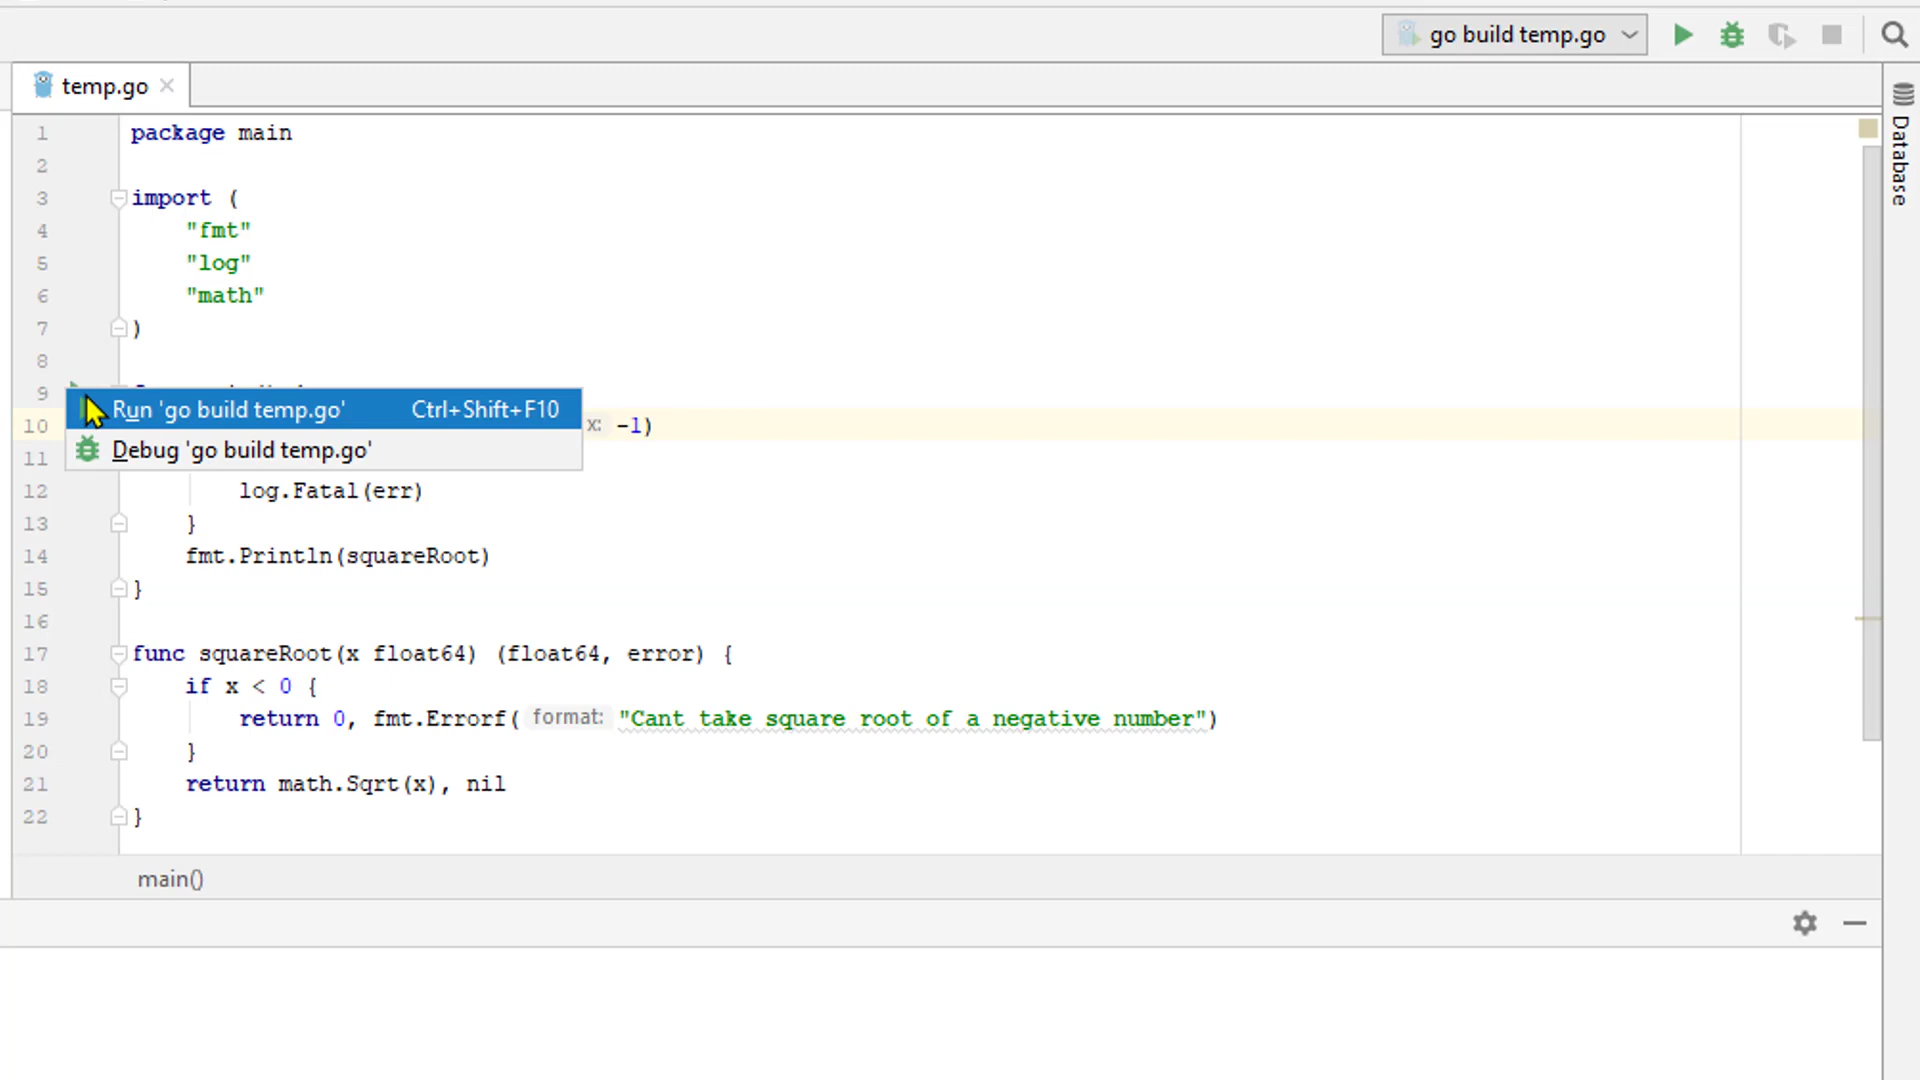 go build temp.go
temp.go
Database
1 package main
2
3 import (
4 "fmt"
5 "log"
6 "math"
7 )
8
9
Run 'go build temp.go' Ctrl+Shift+F10
10 x: -1)
Debug 'go build temp.go'
11
12 log.Fatal(err)
13 }
14 fmt.Println(squareRoot)
15 }
16
17 func squareRoot(x float64) (float64, error) {
18 if x < 0 {
19 return 0, fmt.Errorf( format: "Cant take square root of a negative number")
20 }
21 return math.Sqrt(x), nil
22 }
main()